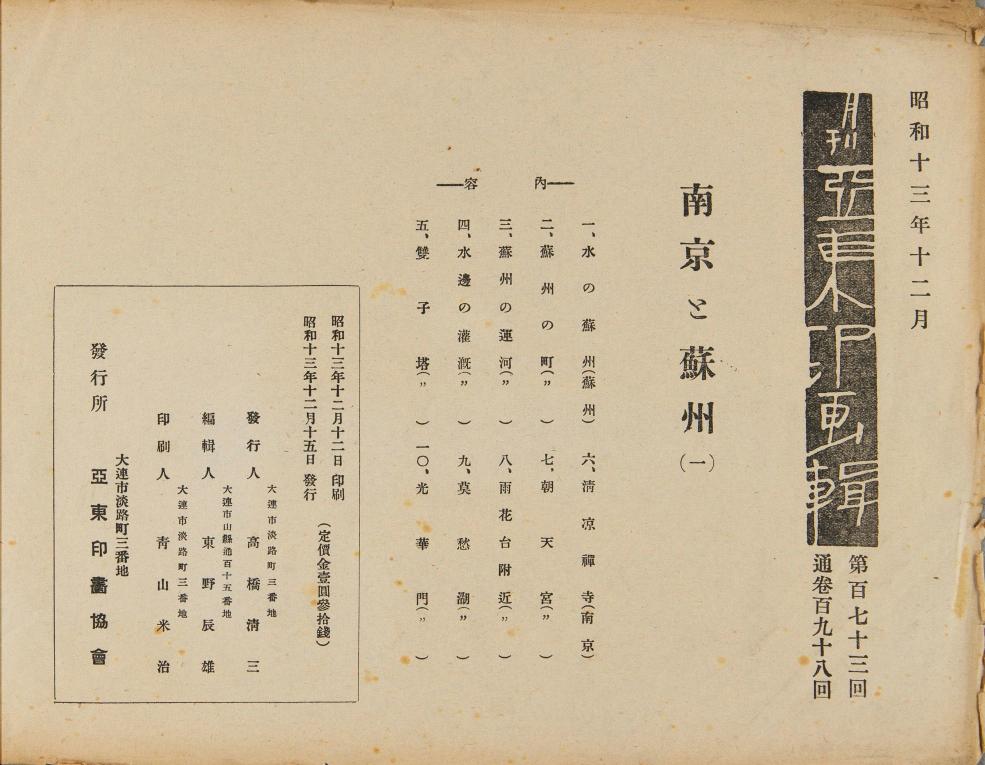 昭和十三年十二月
月刊亞東印画輯
第百七十三回
通卷百九十八回
南京と蘇州(一)
內容
一、水の蘇州(蘇州)
二、蘇州の町(〃)
三、蘇州の運河(〃)
四、水邊の灌漑(〃)
五、雙子塔(〃)
六、淸凉禪寺(南京)
七、朝天宮(〃)
八、雨花台附近(〃)
九、莫愁湖(〃)
一〇、光華門(〃)
昭和十三年十二月十二日印刷
昭和十三年十二月十五日發行
(定價金壹圓參拾錢)
大連市淡路町三番地
發行人 高橋淸三
大連市山縣通百十五番地
編輯人 東野辰雄
大連市淡路町三番地
印刷人 靑山米治
大連市淡路町三番地
發行所 亞東印畫協會